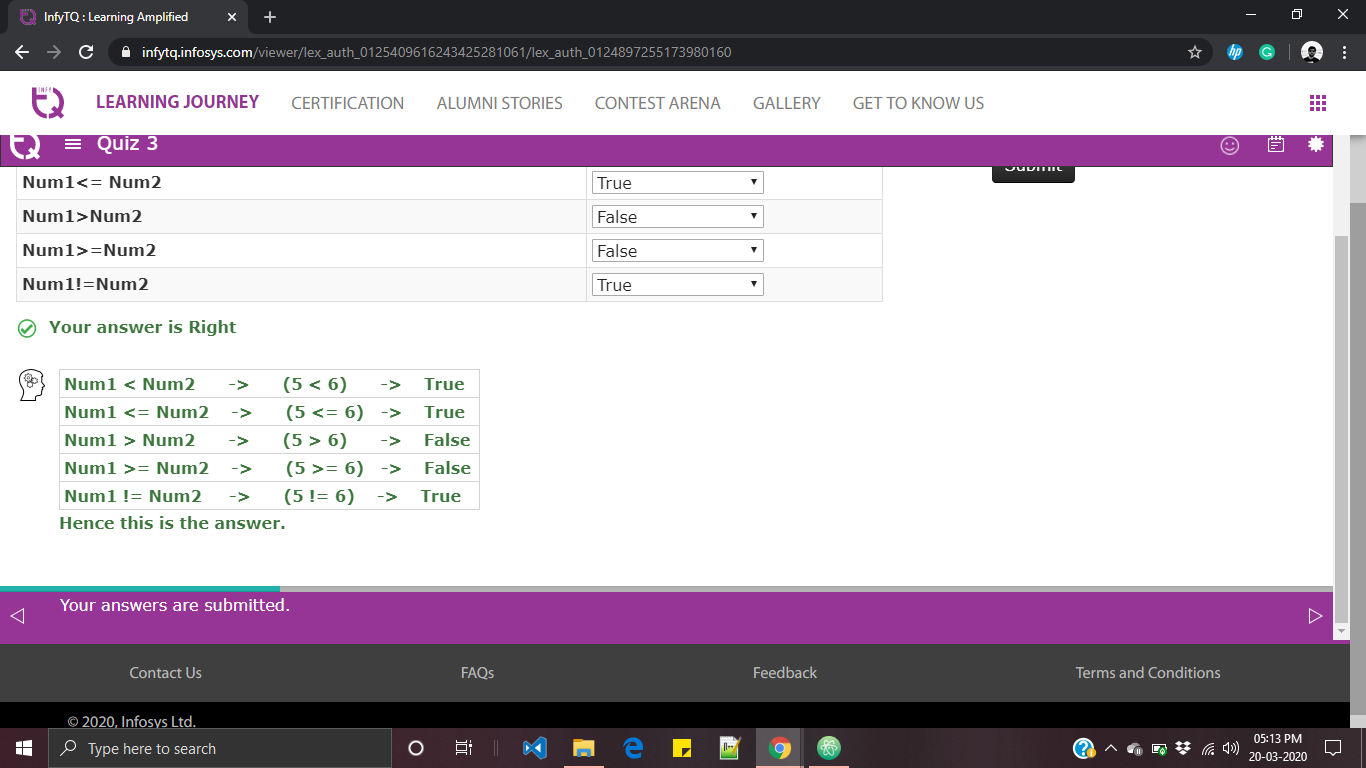 InfyTQ : Learning Amplified
infytq.infosys.com/viewer/lex_auth_0125409616243425281061/lex_auth_0124897255173980160
LEARNING JOURNEY CERTIFICATION ALUMNI STORIES CONTEST ARENA GALLERY GET TO KNOW US
Quiz 3
Submit
Num1<= Num2 True
Num1>Num2 False
Num1>=Num2 False
Num1!=Num2 True
Your answer is Right
Num1 < Num2 -> (5 < 6) -> True
Num1 <= Num2 -> (5 <= 6) -> True
Num1 > Num2 -> (5 > 6) -> False
Num1 >= Num2 -> (5 >= 6) -> False
Num1 != Num2 -> (5 != 6) -> True
Hence this is the answer.
Your answers are submitted.
Contact Us FAQs Feedback Terms and Conditions
© 2020, Infosys Ltd.
Type here to search
05:13 PM
20-03-2020